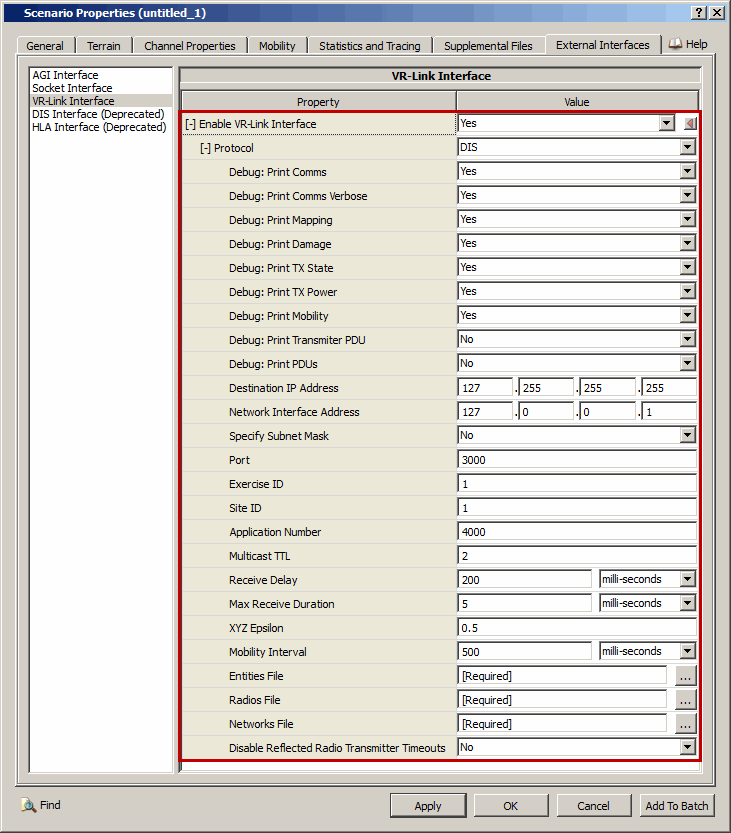 Scenario Properties (untitled_1)
General Terrain Channel Properties Mobility Statistics and Tracing Supplemental Files External Interfaces Help
AGI Interface
Socket Interface
VR-Link Interface
DIS Interface (Deprecated)
HLA Interface (Deprecated)
VR-Link Interface
Property Value
[-] Enable VR-Link Interface Yes
[-] Protocol DIS
Debug: Print Comms Yes
Debug: Print Comms Verbose Yes
Debug: Print Mapping Yes
Debug: Print Damage Yes
Debug: Print TX State Yes
Debug: Print TX Power Yes
Debug: Print Mobility Yes
Debug: Print Transmiter PDU No
Debug: Print PDUs No
Destination IP Address 127 . 255 . 255 . 255
Network Interface Address 127 . 0 . 0 . 1
Specify Subnet Mask No
Port 3000
Exercise ID 1
Site ID 1
Application Number 4000
Multicast TTL 2
Receive Delay 200 milli-seconds
Max Receive Duration 5 milli-seconds
XYZ Epsilon 0.5
Mobility Interval 500 milli-seconds
Entities File [Required] ...
Radios File [Required] ...
Networks File [Required] ...
Disable Reflected Radio Transmitter Timeouts No
Find Apply OK Cancel Add To Batch